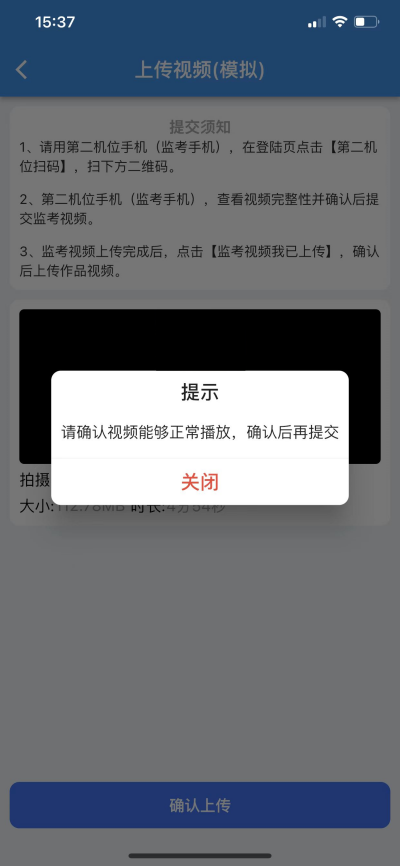 15:37
上传视频(模拟)
提交须知
1、请用第二机位手机（监考手机），在登陆页点击【第二机
位扫码】，扫下方二维码。
2、第二机位手机（监考手机），查看视频完整性并确认后提
交监考视频。
3、监考视频上传完成后，点击【监考视频我已上传】，确认
后上传作品视频。
提示
请确认视频能够正常播放，确认后再提交
关闭
拍摄
大小:112.78MB 时长:4分54秒
确认上传